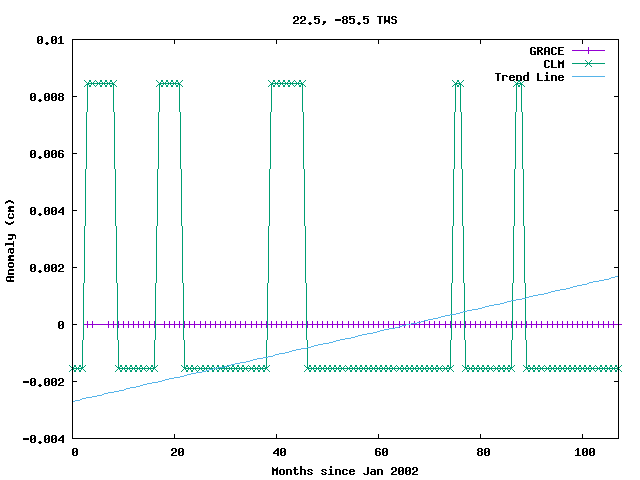 22.5, -85.5 TWS
0.01
0.008
0.006
0.004
0.002
0
-0.002
-0.004
Anomaly (cm)
GRACE
CLM
Trend Line
0 20 40 60 80 100
Months since Jan 2002